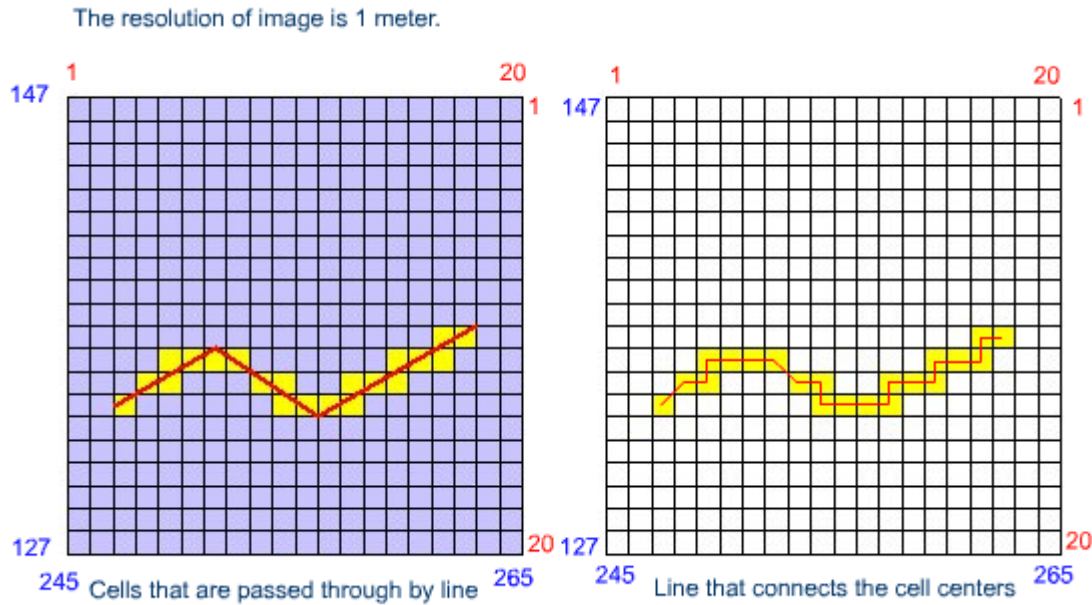 The resolution of image is 1 meter.
1 20
147 1
127 20
245 265
Cells that are passed through by line
1 20
147 1
127 20
245 265
Line that connects the cell centers